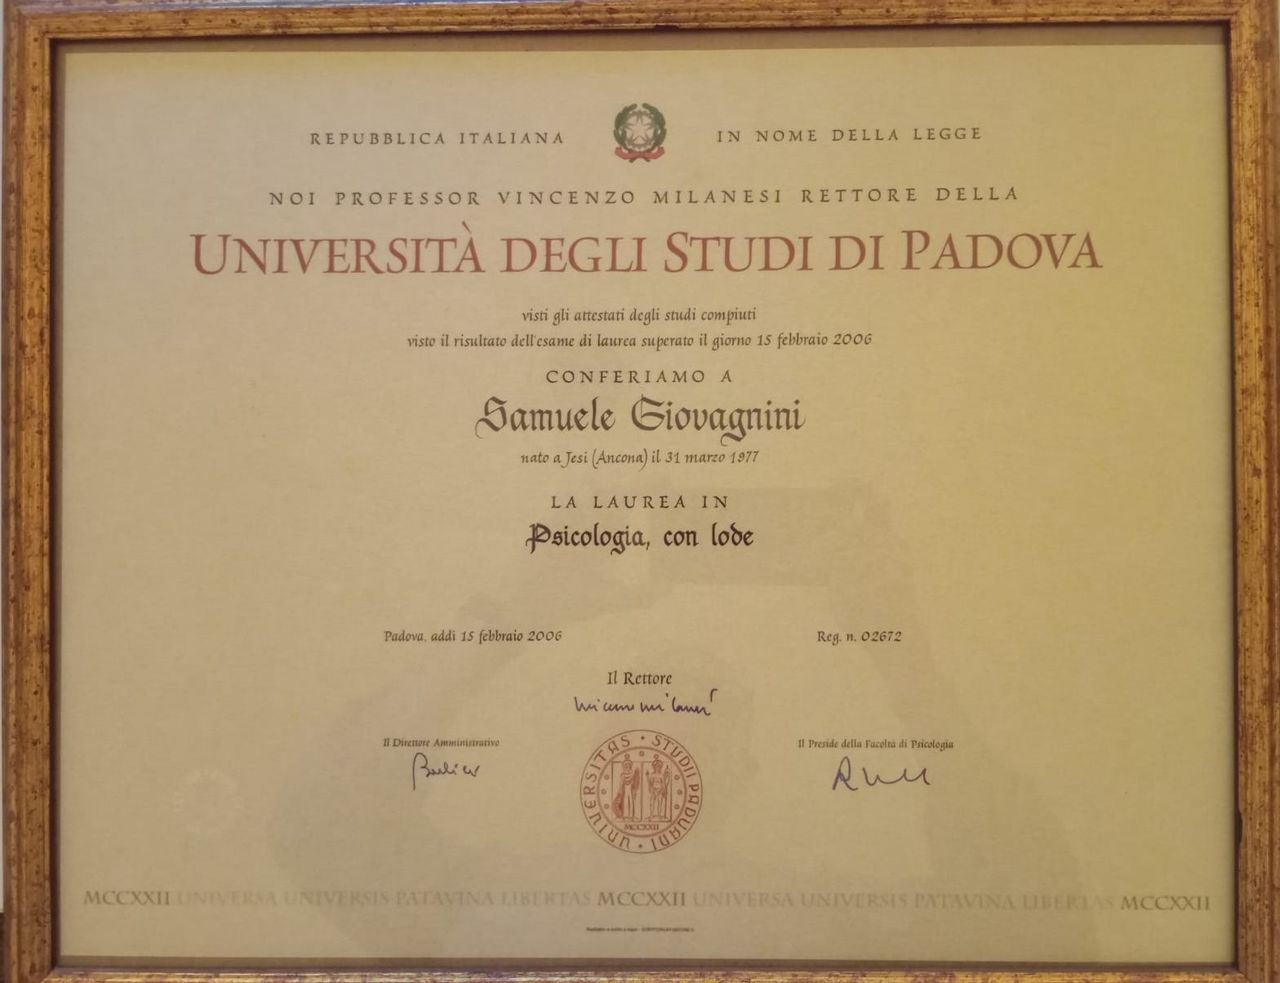 REPUBBLICA ITALIANA IN NOME DELLA LEGGE
NOI PROFESSOR VINCENZO MILANESI RETTORE DELLA
UNIVERSITÀ DEGLI STUDI DI PADOVA
visti gli attestati degli studi compiuti
visto il risultato dell'esame di laurea superato il giorno 15 febbraio 2006
CONFERIAMO A
Samuele Giovagnini
nato a Jesi (Ancona) il 31 marzo 1977
LA LAUREA IN
Psicologia, con lode
Padova, addì 15 febbraio 2006 Reg. n. 02672
Il Rettore
Il Direttore Amministrativo Il Preside della Facoltà di Psicologia
UNIVERSITAS • STUDII PADUANI •
MCCXXII
MCCXXII UNIVERSA UNIVERSIS PATAVINA LIBERTAS MCCXXII UNIVERSA UNIVERSIS PATAVINA LIBERTAS MCCXXII